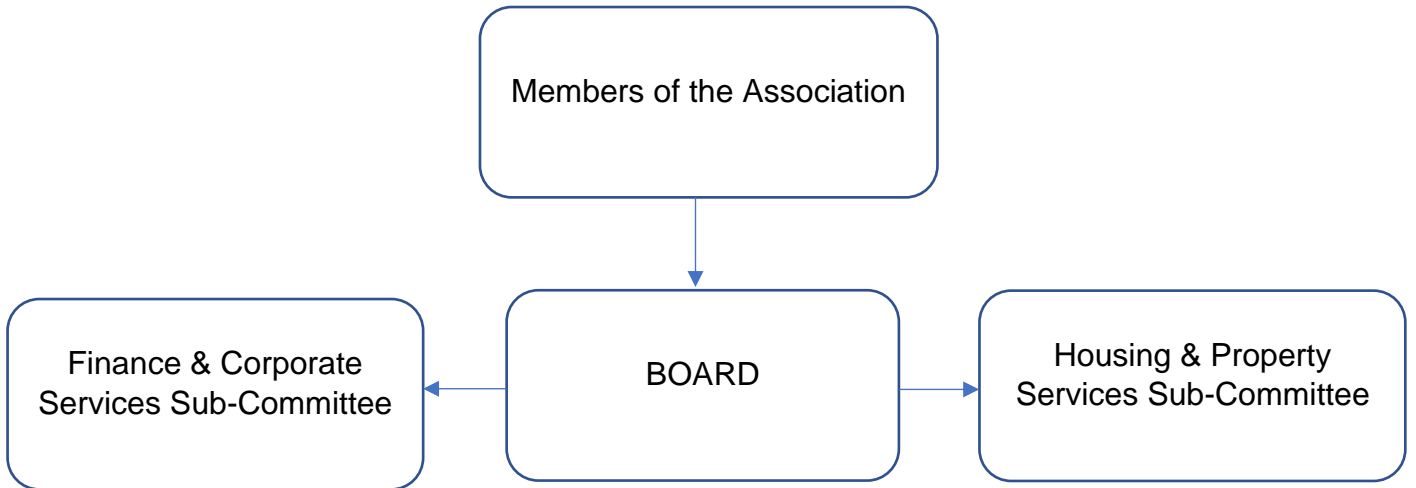 Members of the Association
Finance & Corporate
Services Sub-Committee
BOARD
Housing & Property
Services Sub-Committee